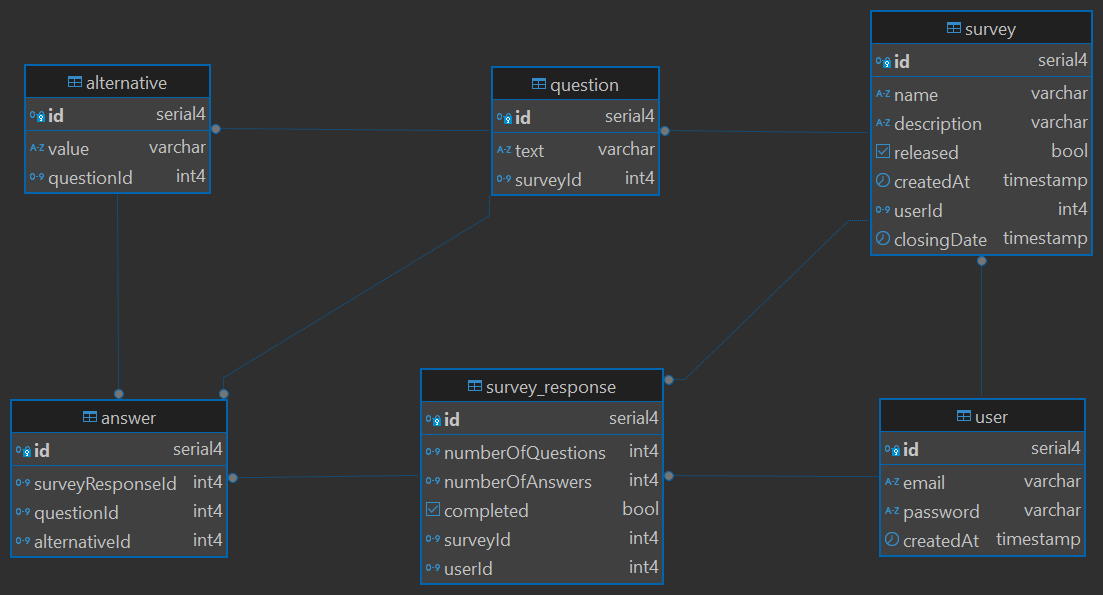 alternative
id serial4
value varchar
questionId int4
question
id serial4
text varchar
surveyId int4
survey
id serial4
name varchar
description varchar
released bool
createdAt timestamp
userId int4
closingDate timestamp
answer
id serial4
surveyResponseId int4
questionId int4
alternativeId int4
survey_response
id serial4
numberOfQuestions int4
numberOfAnswers int4
completed bool
surveyId int4
userId int4
user
id serial4
email varchar
password varchar
createdAt timestamp